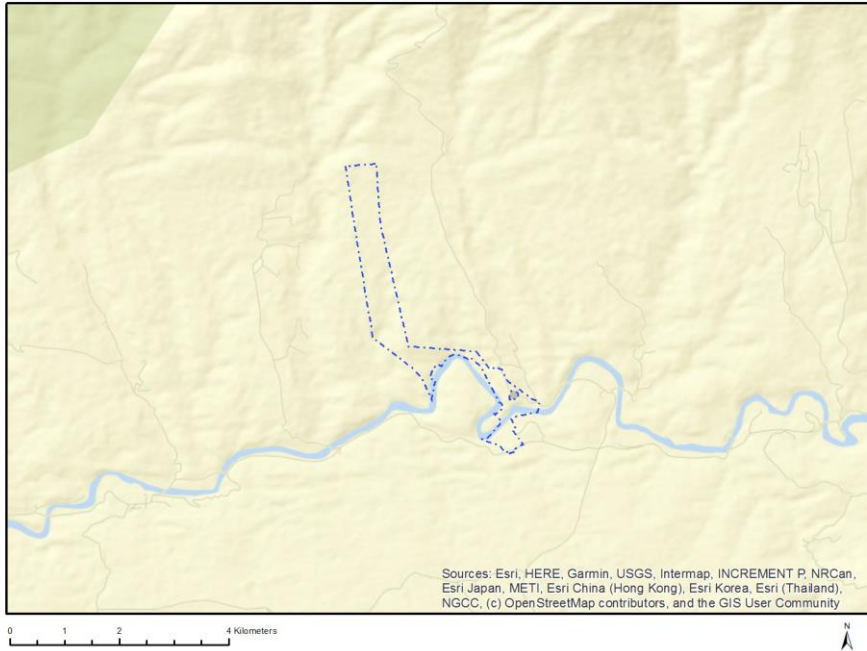 Sources: Esri, HERE, Garmin, USGS, Intermap, INCREMENT P, NRCan,
Esri Japan, METI, Esri China (Hong Kong), Esri Korea, Esri (Thailand),
NGCC, (c) OpenStreetMap contributors, and the GIS User Community
0 1 2 4 Kilometers
N